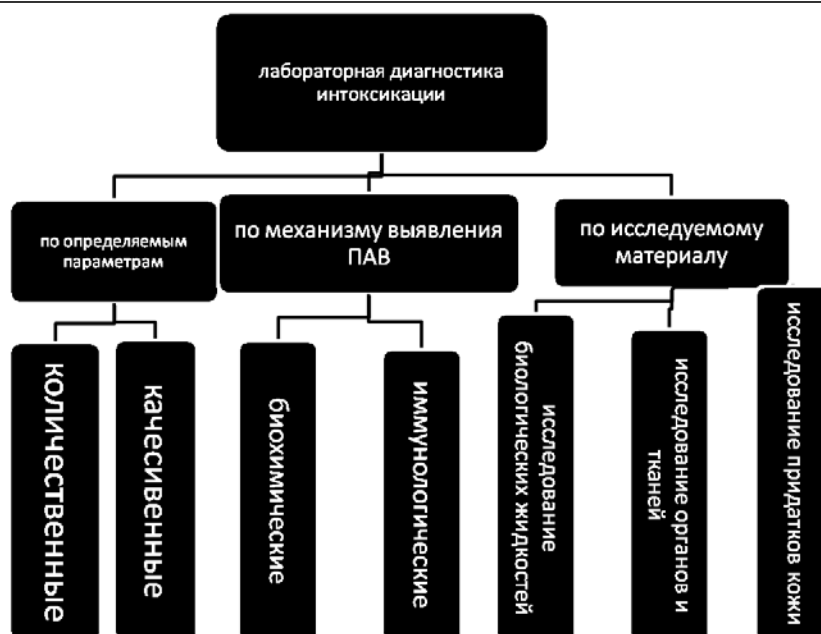 лабораторная диагностика
интоксикации
по определяемым
параметрам
по механизму выявления
ПАВ
по исследуемому
материалу
количественные
качесивенные
биохимические
иммунологические
исследование
биологических жидкостей
исследование органов и
тканей
исследование придатков кожи